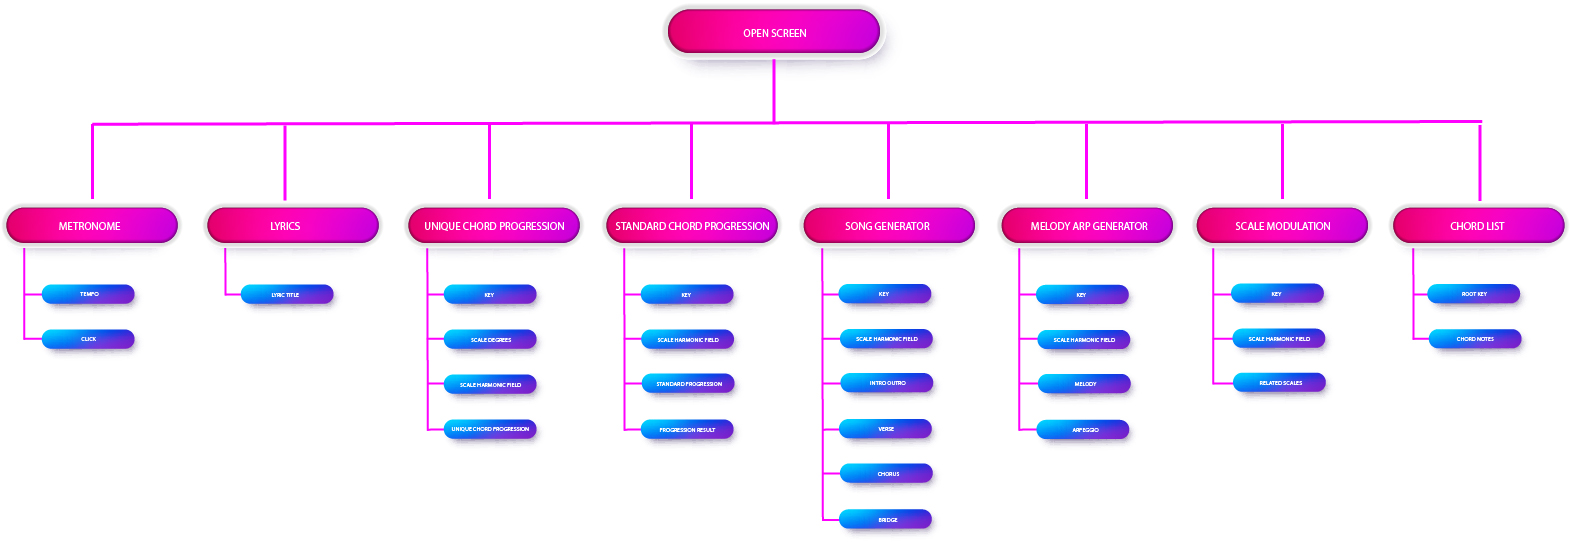 OPEN SCREEN
METRONOME
TEMPO
CLICK
LYRICS
LYRIC TITLE
UNIQUE CHORD PROGRESSION
KEY
SCALE DEGREES
SCALE HARMONIC FIELD
UNIQUE CHORD PROGRESSION
STANDARD CHORD PROGRESSION
KEY
SCALE HARMONIC FIELD
STANDARD PROGRESSION
PROGRESSION RESULT
SONG GENERATOR
KEY
SCALE HARMONIC FIELD
INTRO OUTRO
VERSE
CHORUS
BRIDGE
MELODY ARP GENERATOR
KEY
SCALE HARMONIC FIELD
MELODY
ARPEGGIO
SCALE MODULATION
KEY
SCALE HARMONIC FIELD
RELATED SCALES
CHORD LIST
ROOT KEY
CHORD NOTES